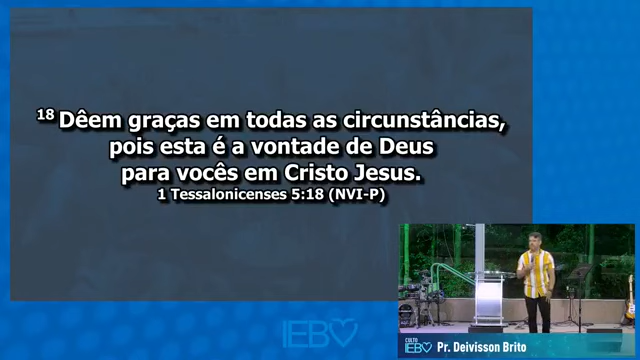 18 Dêem graças em todas as circunstâncias,
pois esta é a vontade de Deus
para vocês em Cristo Jesus.
1 Tessalonicenses 5:18 (NVI-P)
IEB
CULTO
IEB
Pr. Deivisson Brito